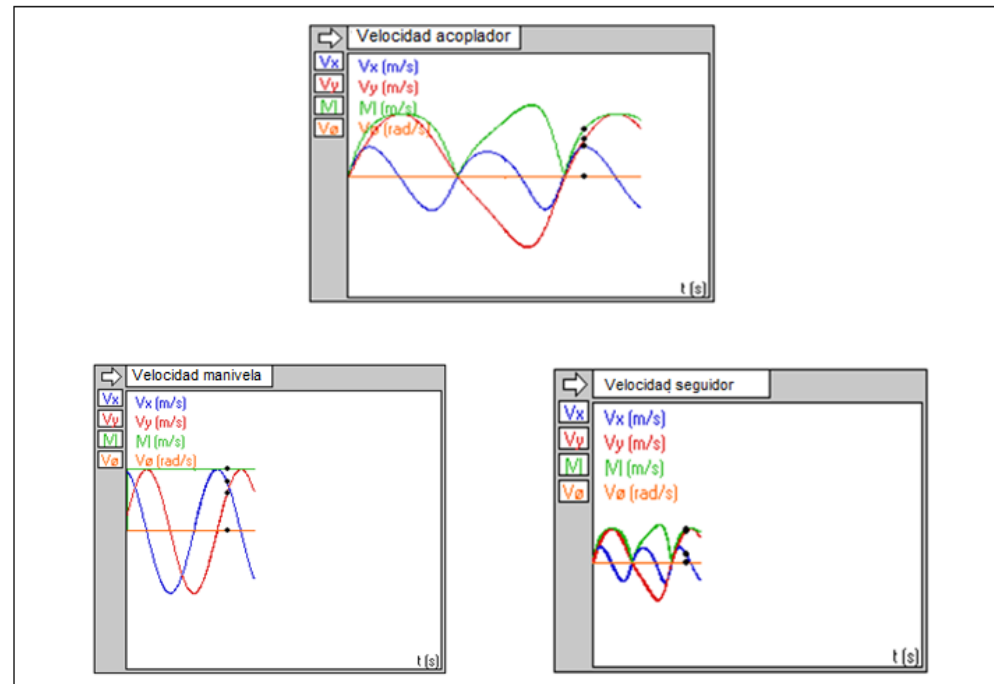 Velocidad acoplador
Vx Vx (m/s)
Vy Vy (m/s)
|V| |V| (m/s)
Vø Vø (rad/s)
t (s)
Velocidad manivela
Vx Vx (m/s)
Vy Vy (m/s)
|V| |V| (m/s)
Vø Vø (rad/s)
t (s)
Velocidad seguidor
Vx Vx (m/s)
Vy Vy (m/s)
|V| |V| (m/s)
Vø Vø (rad/s)
t (s)